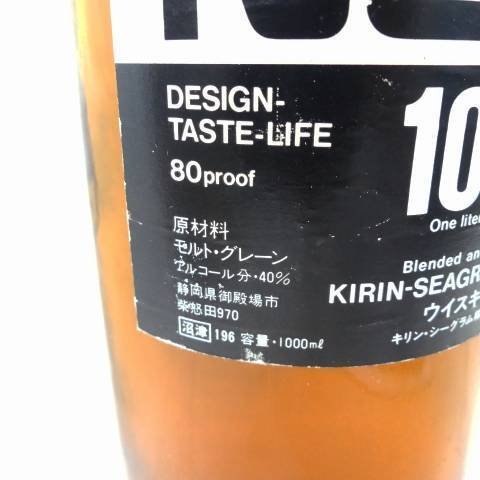 DESIGN-
TASTE-LIFE
80proof
10
One liter
原材料
モルト・グレーン
アルコール分・40%
静岡県御殿場市
柴怒田970
沼津 196 容量・1000ml
Blended an
KIRIN-SEAGR
ウイスキ
キリン・シーグラム